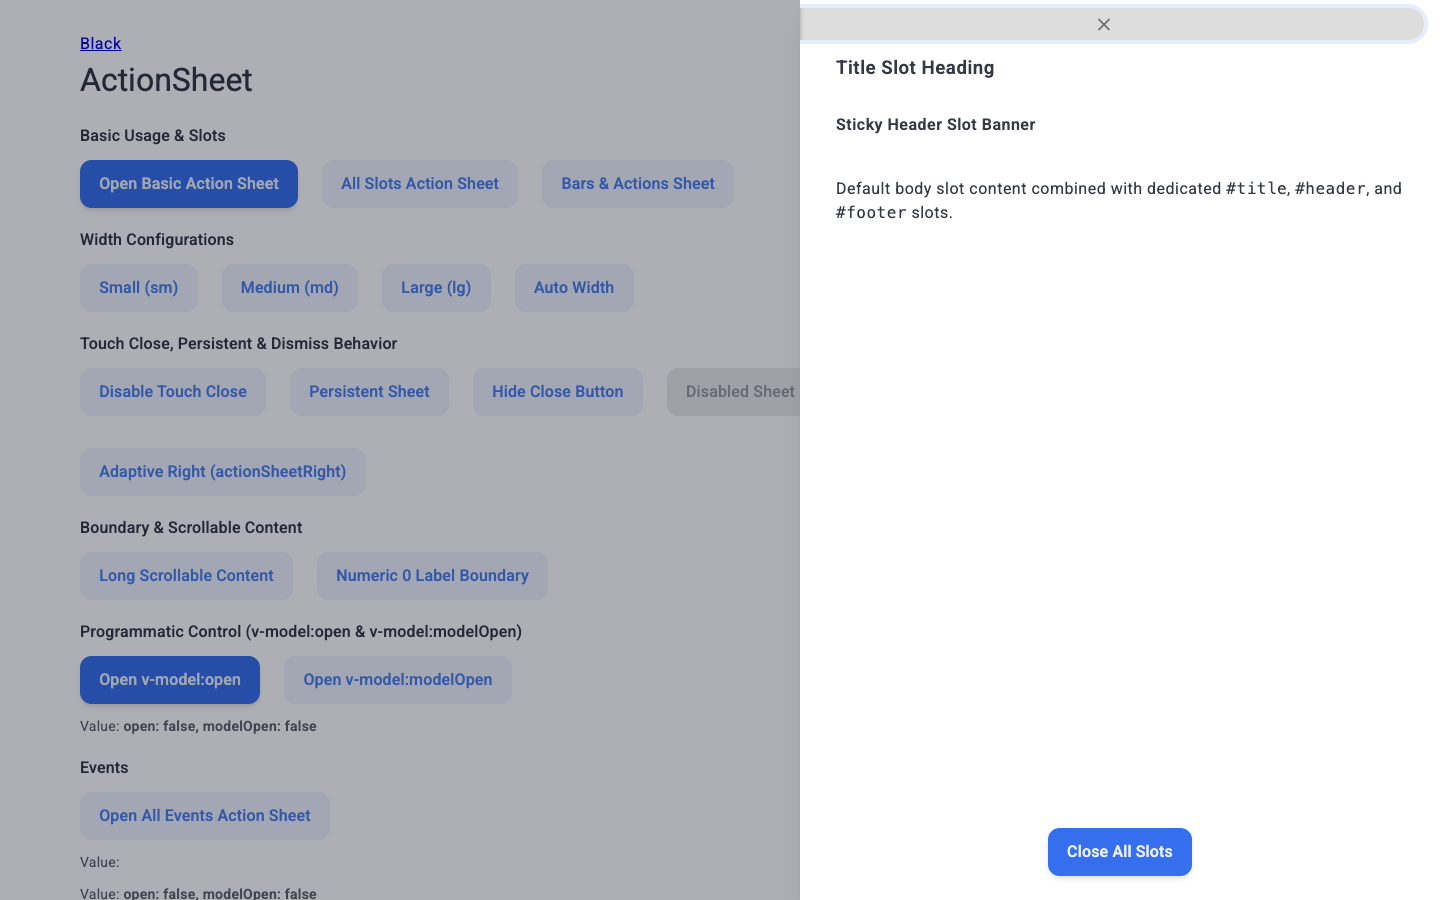 Black
ActionSheet
Basic Usage & Slots
Open Basic Action Sheet
All Slots Action Sheet
Bars & Actions Sheet
Width Configurations
Small (sm)
Medium (md)
Large (lg)
Auto Width
Touch Close, Persistent & Dismiss Behavior
Disable Touch Close
Persistent Sheet
Hide Close Button
Disabled Sheet
Adaptive Right (actionSheetRight)
Boundary & Scrollable Content
Long Scrollable Content
Numeric 0 Label Boundary
Programmatic Control (v-model:open & v-model:modelOpen)
Open v-model:open
Open v-model:modelOpen
Value: open: false, modelOpen: false
Events
Open All Events Action Sheet
Value:
Value: open: false, modelOpen: false
Title Slot Heading
Sticky Header Slot Banner
Default body slot content combined with dedicated #title, #header, and
#footer slots.
Close All Slots